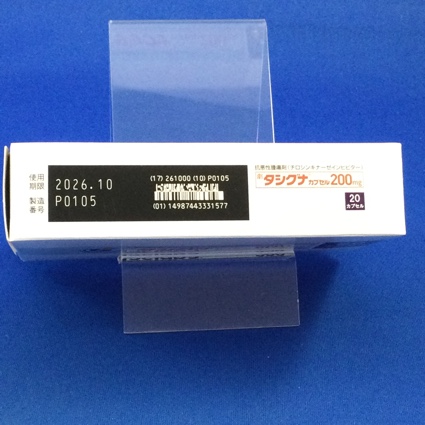 使用
期限
2026.10
製造
番号
P0105
(17) 261000 (10) P0105
(01) 14987443331577
抗悪性腫瘍剤(チロシンキナーゼインヒビター)
タシグナカプセル200mg
20
カプセル